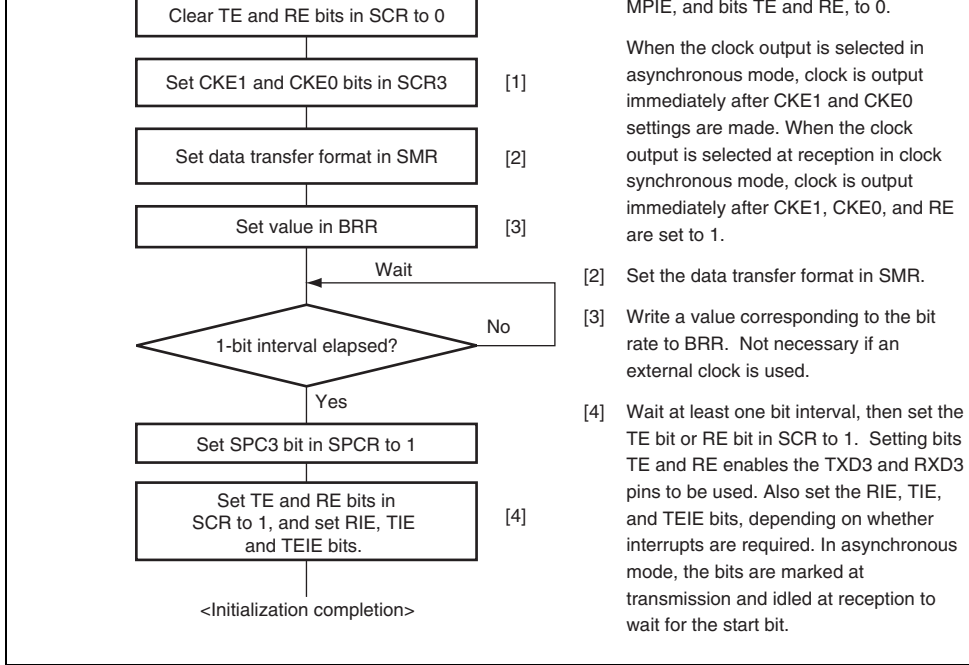 Clear TE and RE bits in SCR to 0
Set CKE1 and CKE0 bits in SCR3
[1]
Set data transfer format in SMR
[2]
Set value in BRR
[3]
Wait
1-bit interval elapsed?
No
Yes
Set SPC3 bit in SPCR to 1
Set TE and RE bits in
SCR to 1, and set RIE, TIE
and TEIE bits.
[4]
<Initialization completion>
MPIE, and bits TE and RE, to 0.
When the clock output is selected in
asynchronous mode, clock is output
immediately after CKE1 and CKE0
settings are made. When the clock
output is selected at reception in clock
synchronous mode, clock is output
immediately after CKE1, CKE0, and RE
are set to 1.
[2] Set the data transfer format in SMR.
[3] Write a value corresponding to the bit
rate to BRR. Not necessary if an
external clock is used.
[4] Wait at least one bit interval, then set the
TE bit or RE bit in SCR to 1. Setting bits
TE and RE enables the TXD3 and RXD3
pins to be used. Also set the RIE, TIE,
and TEIE bits, depending on whether
interrupts are required. In asynchronous
mode, the bits are marked at
transmission and idled at reception to
wait for the start bit.